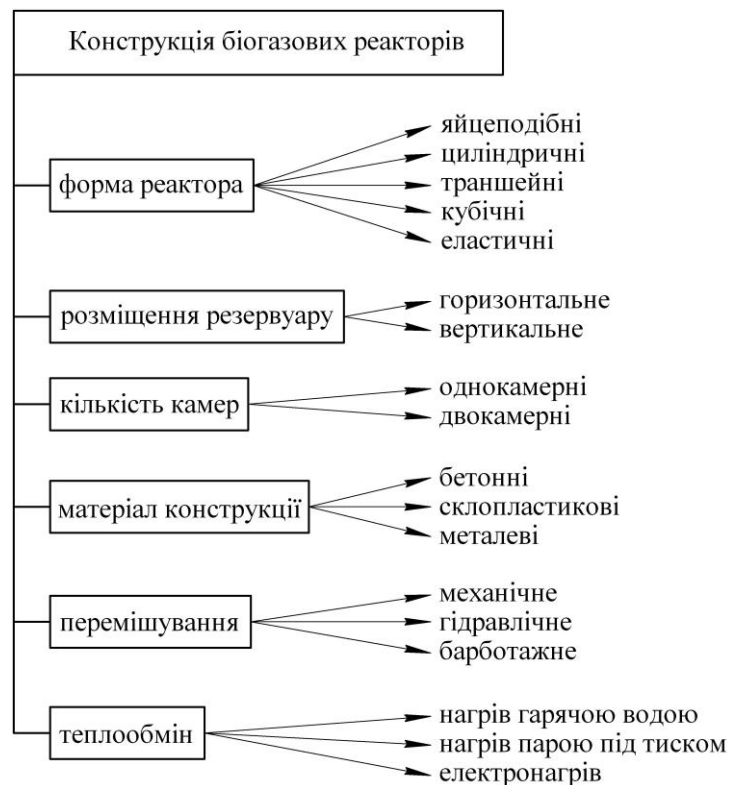 Конструкція біогазових реакторів
форма реактора
яйцеподібні
циліндричні
траншейні
кубічні
еластичні
розміщення резервуару
горизонтальне
вертикальне
кількість камер
однокамерні
двокамерні
матеріал конструкції
бетонні
склопластикові
металеві
перемішування
механічне
гідравлічне
барботажне
теплообмін
нагрів гарячою водою
нагрів парою під тиском
електронагрів